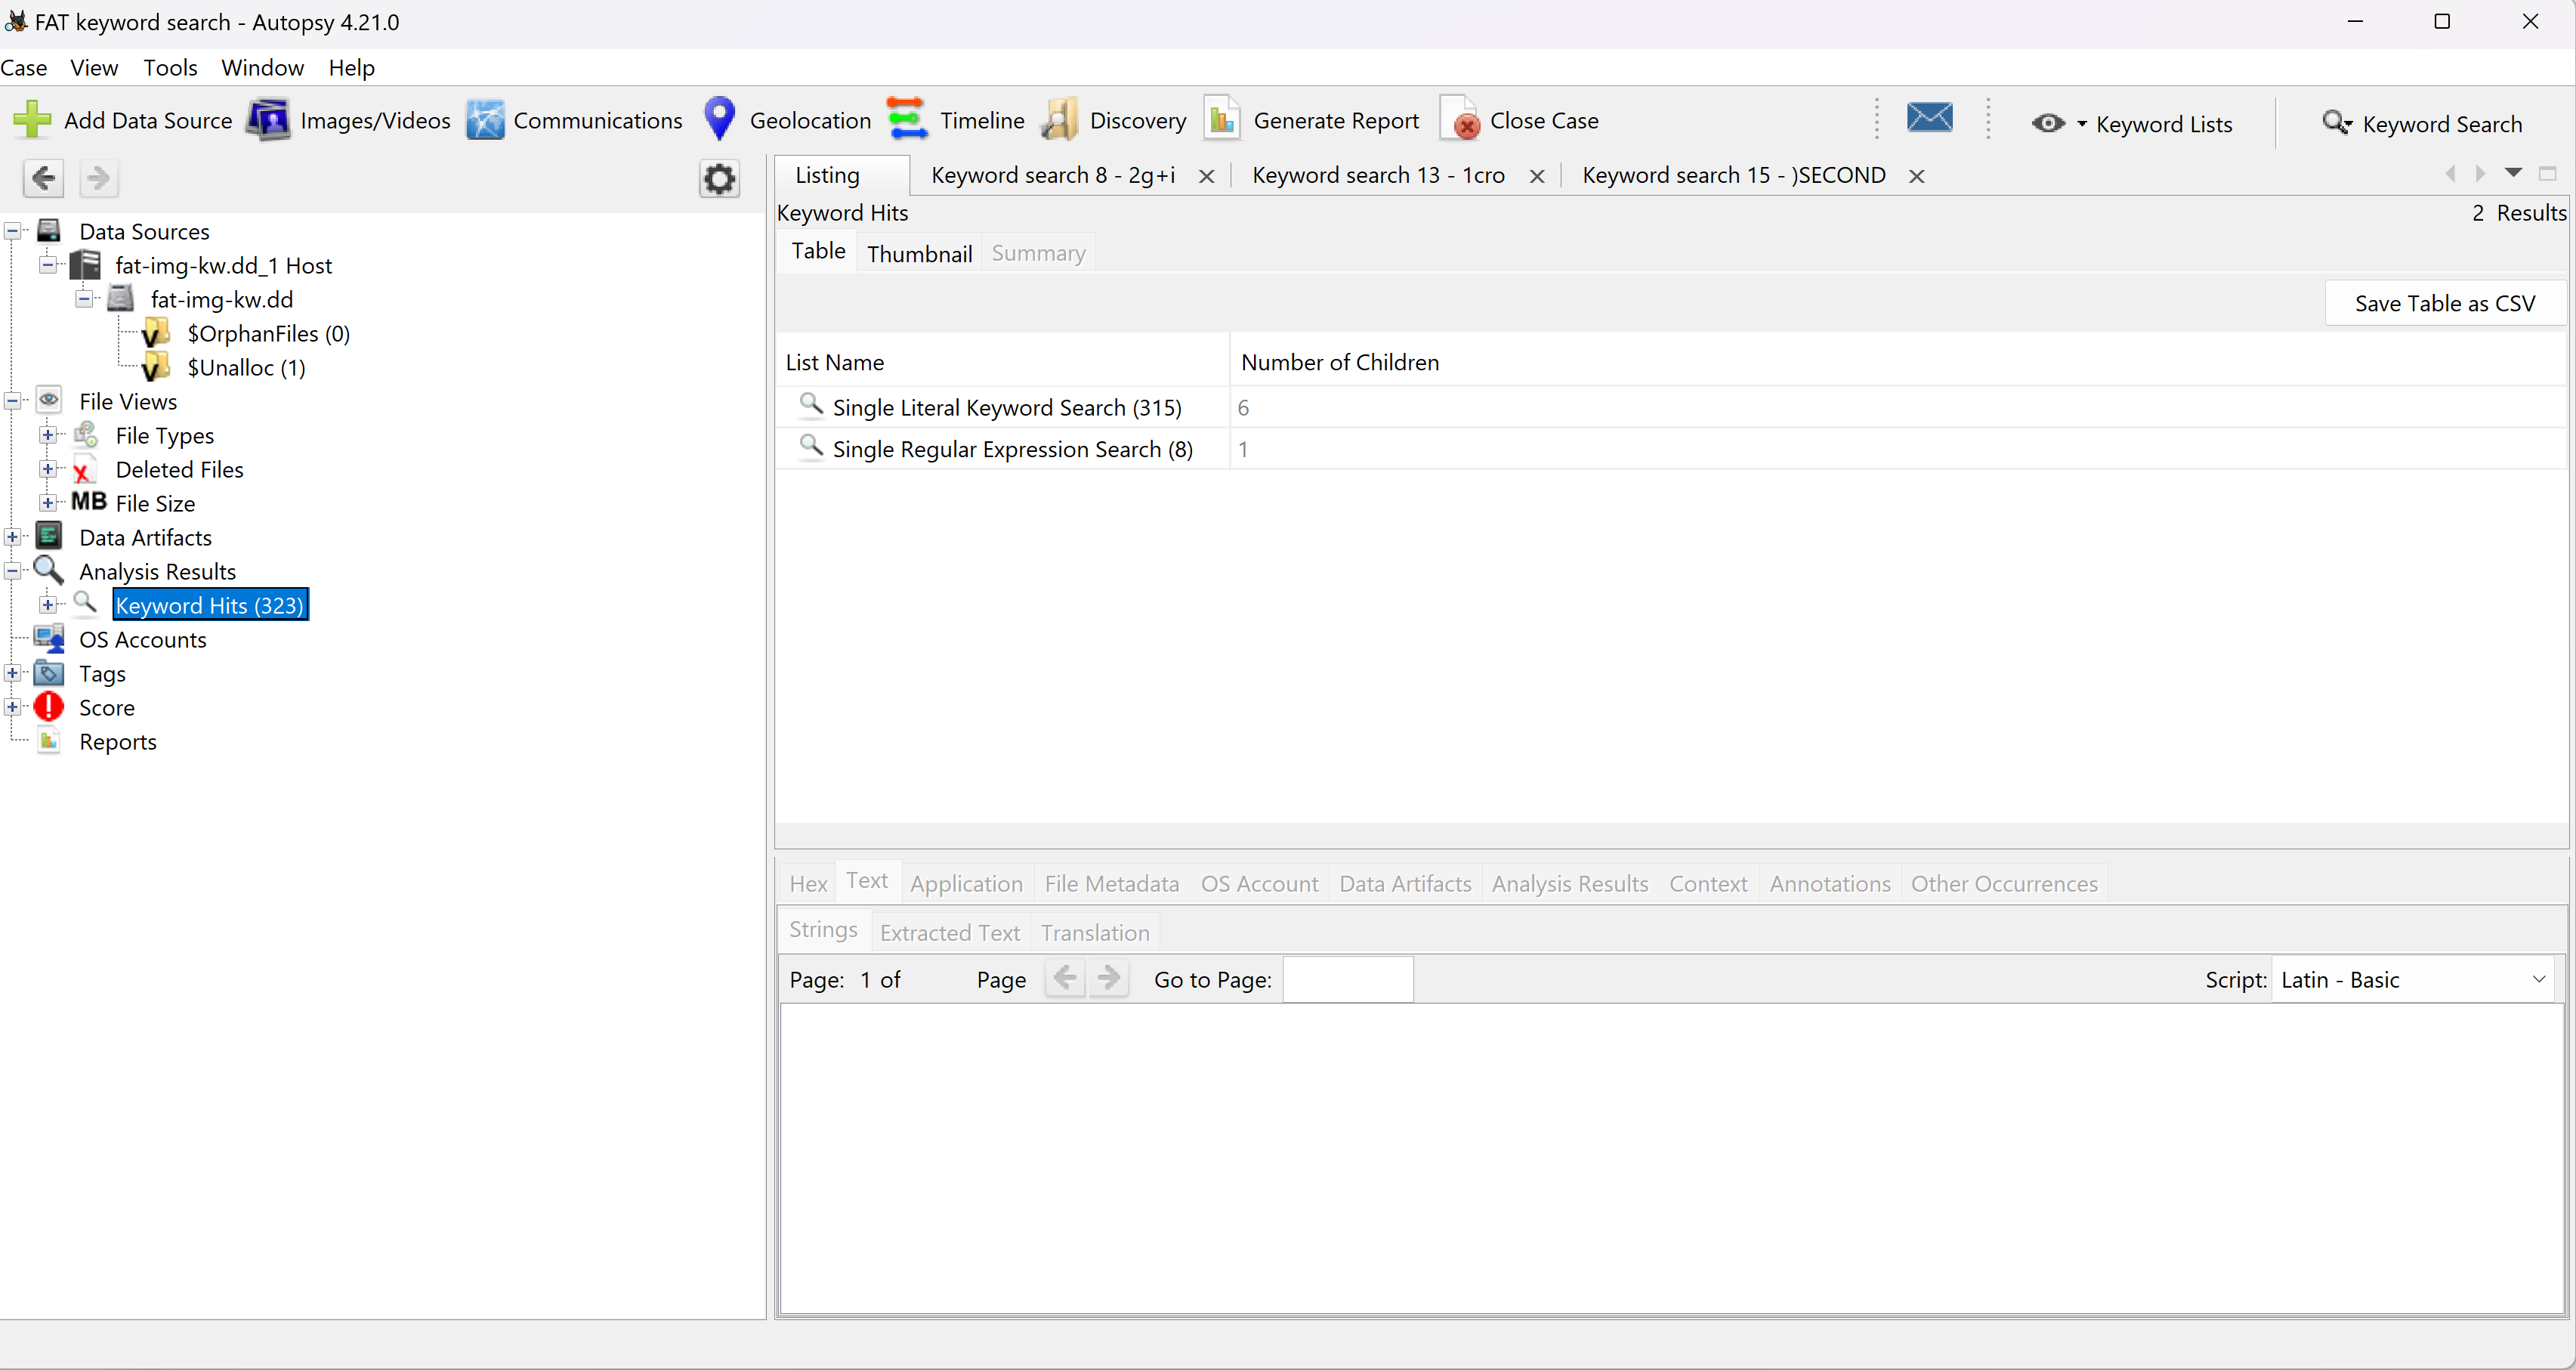 FAT keyword search - Autopsy 4.21.0
Case View Tools Window Help
Add Data Source Images/Videos Communications Geolocation Timeline Discovery Generate Report Close Case Keyword Lists Keyword Search
Listing Keyword search 8 - 2g+i Keyword search 13 - 1cro Keyword search 15 - )SECOND
Data Sources
fat-img-kw.dd_1 Host
fat-img-kw.dd
$OrphanFiles (0)
$Unalloc (1)
File Views
File Types
Deleted Files
MB File Size
Data Artifacts
Analysis Results
Keyword Hits (323)
OS Accounts
Tags
Score
Reports
Keyword Hits 2 Results
Table Thumbnail Summary
Save Table as CSV
List Name Number of Children
Single Literal Keyword Search (315) 6
Single Regular Expression Search (8) 1
Hex Text Application File Metadata OS Account Data Artifacts Analysis Results Context Annotations Other Occurrences
Strings Extracted Text Translation
Page: 1 of Page Go to Page: Script: Latin - Basic